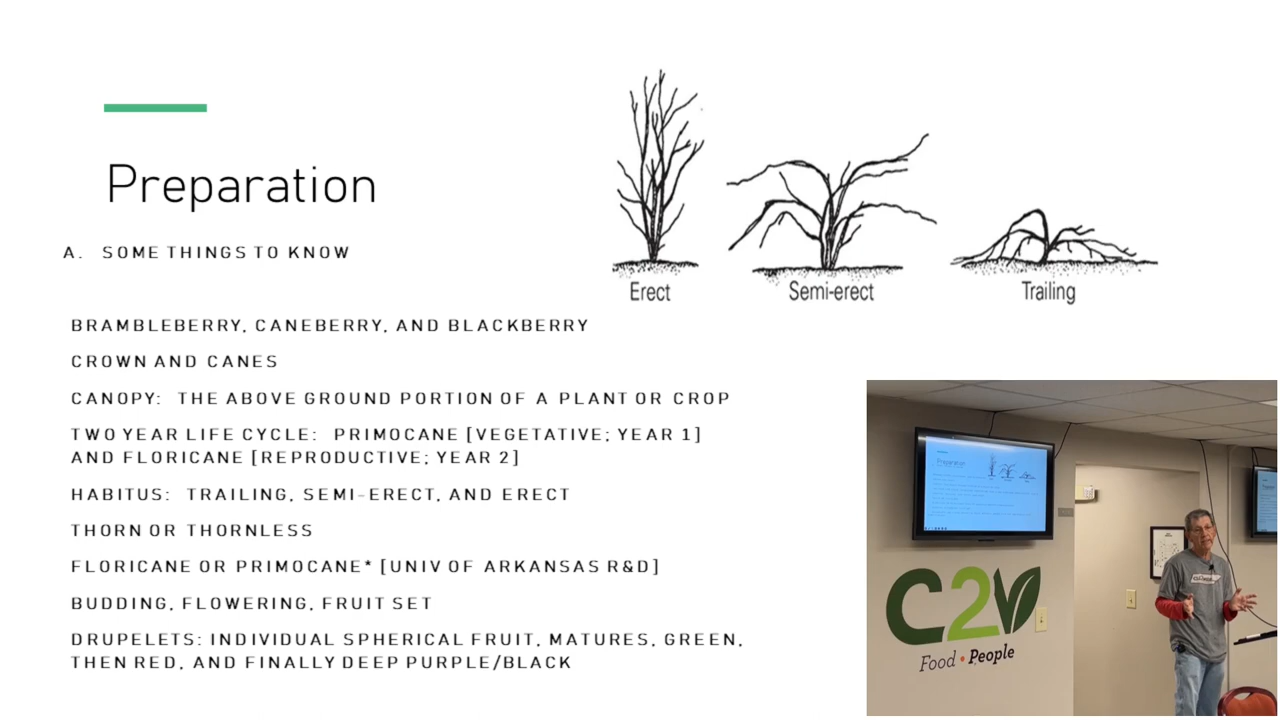 Preparation
A. SOME THINGS TO KNOW
BRAMBLEBERRY, CANEBERRY, AND BLACKBERRY
CROWN AND CANES
CANOPY: THE ABOVE GROUND PORTION OF A PLANT OR CROP
TWO YEAR LIFE CYCLE: PRIMOCANE [VEGETATIVE; YEAR 1]
AND FLORICANE [REPRODUCTIVE; YEAR 2]
HABITUS: TRAILING, SEMI-ERECT, AND ERECT
THORN OR THORNLESS
FLORICANE OR PRIMOCANE* [UNIV OF ARKANSAS R&D]
BUDDING, FLOWERING, FRUIT SET
DRUPELETS: INDIVIDUAL SPHERICAL FRUIT, MATURES, GREEN,
THEN RED, AND FINALLY DEEP PURPLE/BLACK
Erect
Semi-erect
Trailing
Preparation
C2V
Food • People